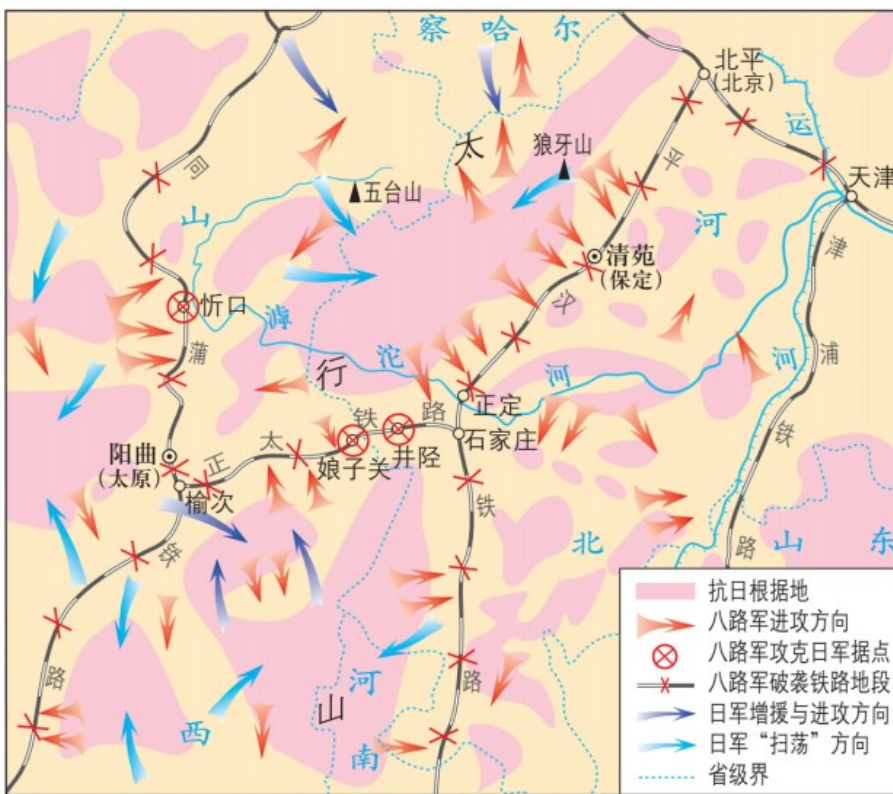 察哈尔
北平
(北京)
运
太
狼牙山
同
平
五台山
天津
山
河
津
清苑
(保定)
汉
忻口
滹
蒲
沱
行
河
河
浦
正定
铁
路
太
石家庄
铁
正
娘子关
井陉
阳曲
(太原)
榆次
铁
铁
路
北
山东
河
路
路
西
山
南
抗日根据地
八路军进攻方向
八路军攻克日军据点
八路军破袭铁路地段
日军增援与进攻方向
日军“扫荡”方向
省级界